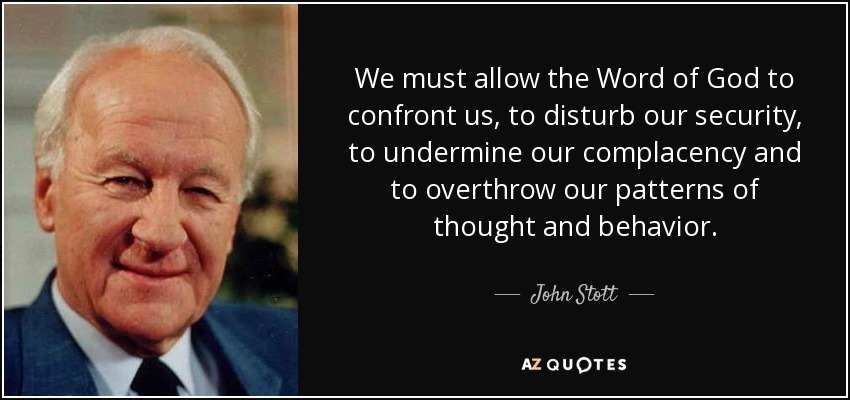 We must allow the Word of God to
confront us, to disturb our security,
to undermine our complacency and
to overthrow our patterns of
thought and behavior.
John Stott
AZ QUOTES